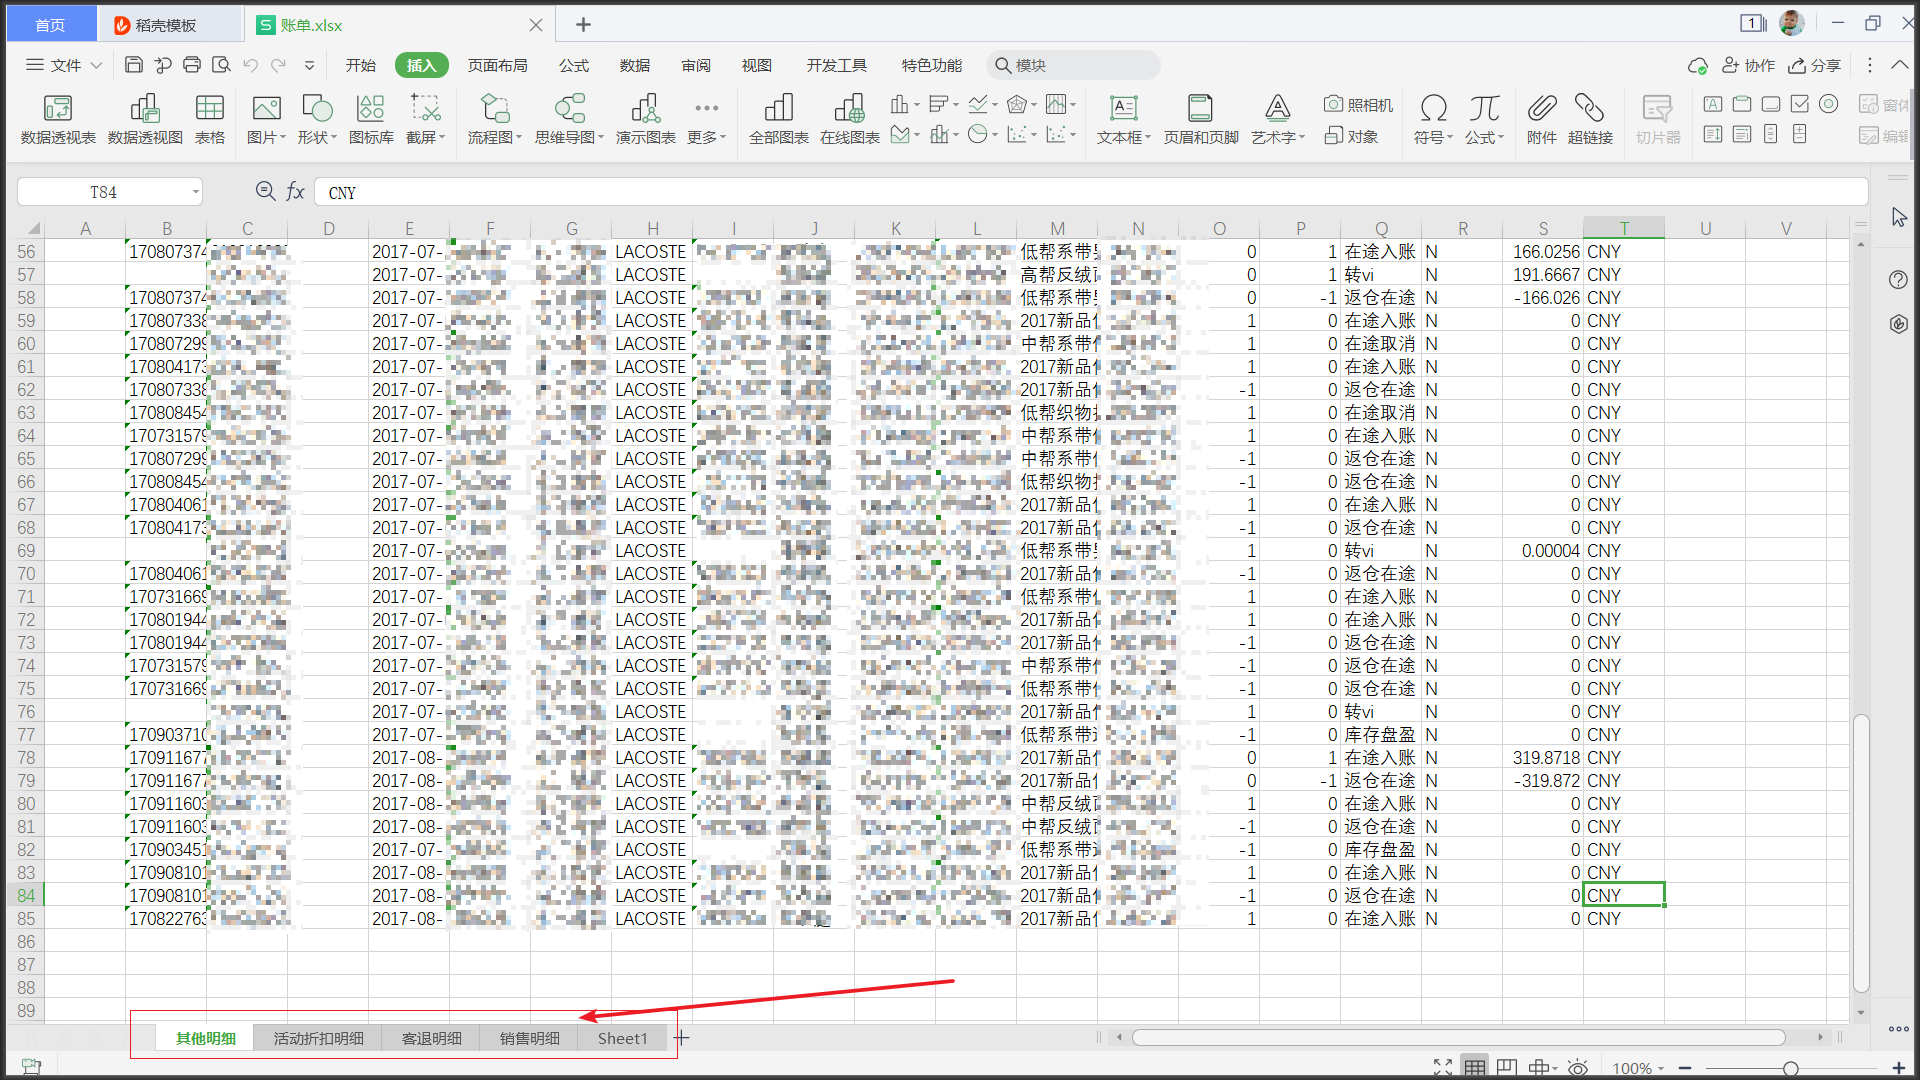 首页 稻壳模板 账单.xlsx 1
文件 开始 插入 页面布局 公式 数据 审阅 视图 开发工具 特色功能 模块 协作 分享
数据透视表 数据透视图 表格 图片 形状 图标库 截屏 流程图 思维导图 演示图表 更多 全部图表 在线图表 文本框 页眉和页脚 艺术字 照相机 对象 符号 公式 附件 超链接 切片器 窗体 编辑
T84 fx CNY
A B C D E F G H I J K L M N O P Q R S T U V
56 170807374 2017-07- LACOSTE 低帮系带 0 1 在途入账 N 166.0256 CNY
57 2017-07- LACOSTE 高帮反绒 0 1 转vi N 191.6667 CNY
58 170807374 2017-07- LACOSTE 低帮系带 0 -1 返仓在途 N -166.026 CNY
59 170807338 2017-07- LACOSTE 2017新品 1 0 在途入账 N 0 CNY
60 170807299 2017-07- LACOSTE 中帮系带 1 0 在途取消 N 0 CNY
61 170804173 2017-07- LACOSTE 2017新品 1 0 在途入账 N 0 CNY
62 170807338 2017-07- LACOSTE 2017新品 -1 0 返仓在途 N 0 CNY
63 170808454 2017-07- LACOSTE 低帮织物 1 0 在途取消 N 0 CNY
64 170731579 2017-07- LACOSTE 中帮系带 1 0 在途入账 N 0 CNY
65 170807299 2017-07- LACOSTE 中帮系带 -1 0 返仓在途 N 0 CNY
66 170808454 2017-07- LACOSTE 低帮织物 -1 0 返仓在途 N 0 CNY
67 170804061 2017-07- LACOSTE 2017新品 1 0 在途入账 N 0 CNY
68 170804173 2017-07- LACOSTE 2017新品 -1 0 返仓在途 N 0 CNY
69 2017-07- LACOSTE 低帮系带 1 0 转vi N 0.00004 CNY
70 170804061 2017-07- LACOSTE 2017新品 -1 0 返仓在途 N 0 CNY
71 170731669 2017-07- LACOSTE 低帮系带 1 0 在途入账 N 0 CNY
72 170801944 2017-07- LACOSTE 2017新品 1 0 在途入账 N 0 CNY
73 170801944 2017-07- LACOSTE 2017新品 -1 0 返仓在途 N 0 CNY
74 170731579 2017-07- LACOSTE 中帮系带 -1 0 返仓在途 N 0 CNY
75 170731669 2017-07- LACOSTE 低帮系带 -1 0 返仓在途 N 0 CNY
76 2017-07- LACOSTE 2017新品 1 0 转vi N 0 CNY
77 170903710 2017-07- LACOSTE 低帮系带 -1 0 库存盘盈 N 0 CNY
78 170911677 2017-08- LACOSTE 2017新品 0 1 在途入账 N 319.8718 CNY
79 170911677 2017-08- LACOSTE 2017新品 0 -1 返仓在途 N -319.872 CNY
80 170911603 2017-08- LACOSTE 中帮反绒 1 0 在途入账 N 0 CNY
81 170911603 2017-08- LACOSTE 中帮反绒 -1 0 返仓在途 N 0 CNY
82 170903451 2017-07- LACOSTE 低帮系带 -1 0 库存盘盈 N 0 CNY
83 170908101 2017-08- LACOSTE 2017新品 1 0 在途入账 N 0 CNY
84 170908101 2017-08- LACOSTE 2017新品 -1 0 返仓在途 N 0 CNY
85 170822763 2017-08- LACOSTE 2017新品 1 0 在途入账 N 0 CNY
86
87
88
89
其他明细 活动折扣明细 客退明细 销售明细 Sheet1
100%